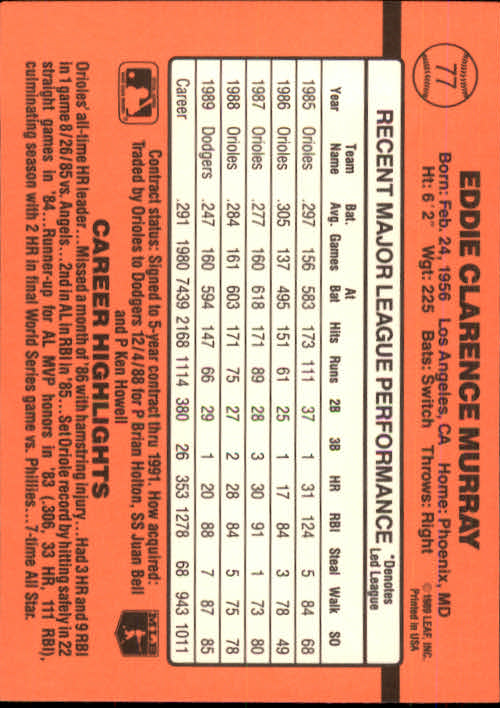 77
EDDIE CLARENCE MURRAY
Born: Feb. 24, 1956 Los Angeles, CA Home: Phoenix, MD
Ht: 6' 2" Wgt: 225 Bats: Switch Throws: Right
© 1989 LEAF, INC.
Printed in USA
RECENT MAJOR LEAGUE PERFORMANCE *Denotes Led League
Year Team Name Bat. Avg. Games At Bat Hits Runs 2B 3B HR RBI Steal Walk SO
1985 Orioles .297 156 583 173 111 37 1 31 124 5 84 68
1986 Orioles .305 137 495 151 61 25 1 17 84 3 78 49
1987 Orioles .277 160 618 171 89 28 3 30 91 1 73 80
1988 Orioles .284 161 603 171 75 27 2 28 84 5 75 78
1989 Dodgers .247 160 594 147 66 29 1 20 88 7 87 85
Career .291 1980 7439 2168 1114 380 26 353 1278 68 943 1011
Contract status: Signed to 5-year contract thru 1991. How acquired:
Traded by Orioles to Dodgers 12/4/88 for P Brian Holton, SS Juan Bell
and P Ken Howell
MLB
CAREER HIGHLIGHTS
Orioles' all-time HR leader...Missed a month of '86 with hamstring injury...Had 3 HR and 9 RBI
in 1 game 8/26/85 vs. Angels...2nd in AL in RBI in '85...Set Oriole record by hitting safely in 22
straight games in '84...Runner-up for AL MVP honors in '83 (.306, 33 HR, 111 RBI),
culminating season with 2 HR in final World Series game vs. Phillies...7-time All Star.